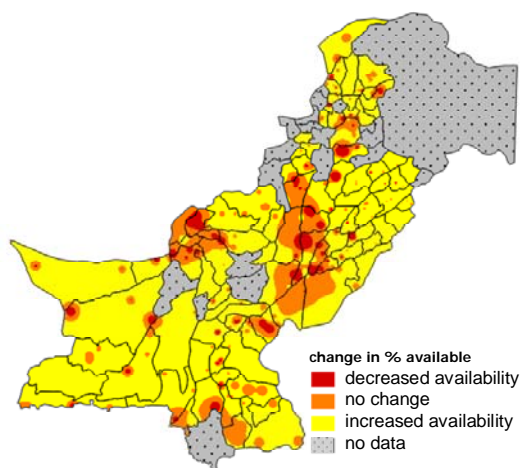 change in % available
decreased availability
no change
increased availability
no data